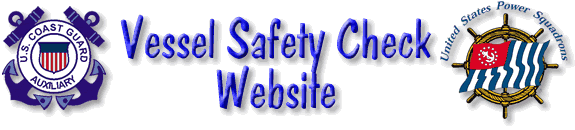 U.S. COAST GUARD
AUXILIARY
Vessel Safety Check
Website
United States Power Squadrons